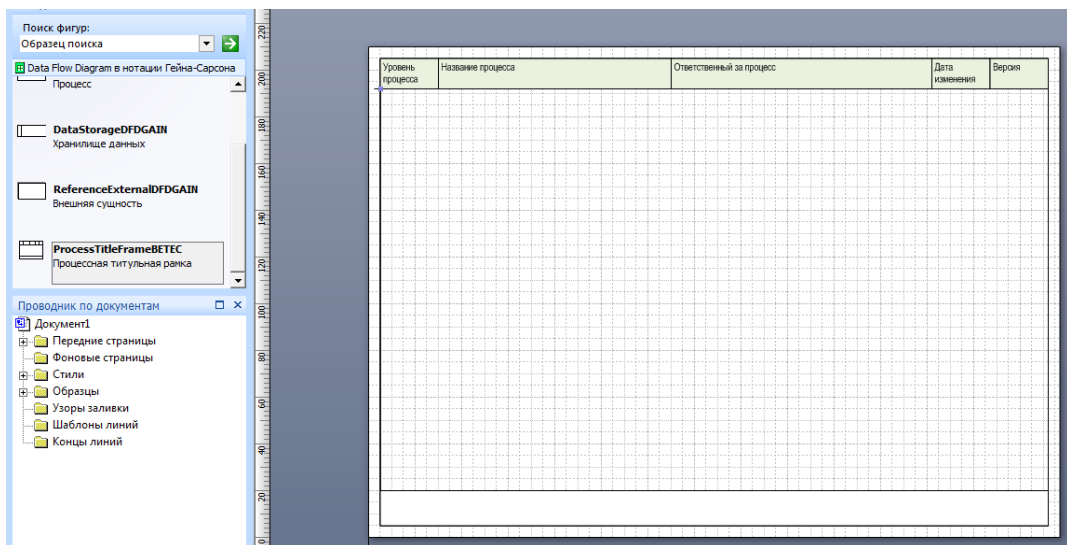 Поиск фигур:
Образец поиска
Data Flow Diagram в нотации Гейна-Сарсона
Процесс
DataStorageDFDGAIN
Хранилище данных
ReferenceExternalDFDGAIN
Внешняя сущность
ProcessTitleFrameBETEC
Процессная титульная рамка
Проводник по документам
Документ1
Передние страницы
Фоновые страницы
Стили
Образцы
Узоры заливки
Шаблоны линий
Концы линий
220
200
180
160
140
120
100
80
60
40
20
0
Уровень процесса
Название процесса
Ответственный за процесс
Дата изменения
Версия